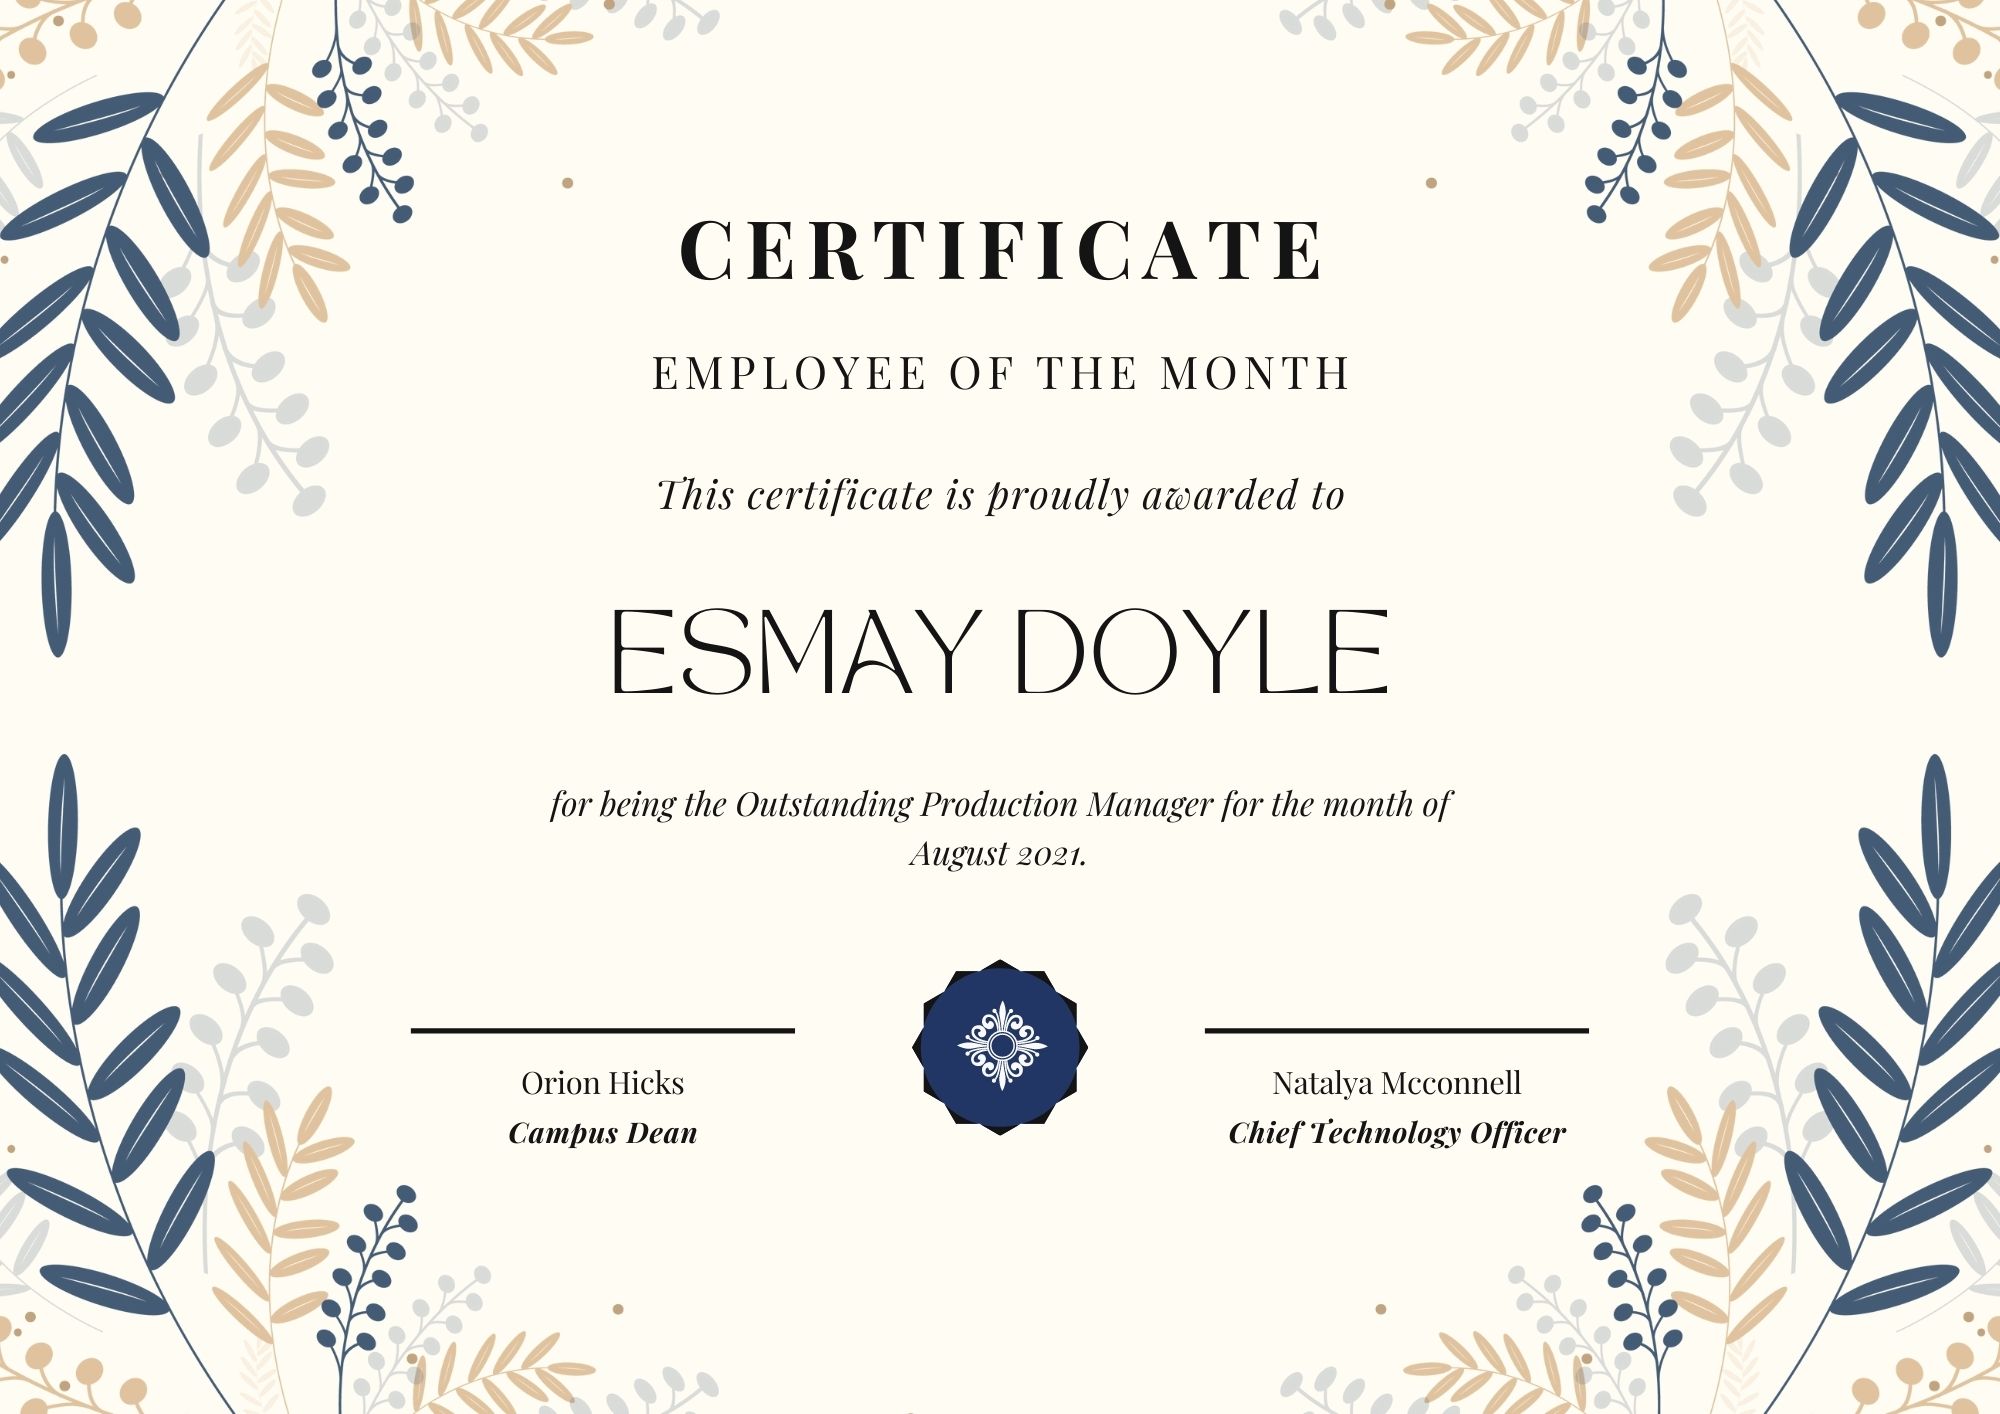 CERTIFICATE
EMPLOYEE OF THE MONTH
This certificate is proudly awarded to
ESMAY DOYLE
for being the Outstanding Production Manager for the month of
August 2021.
Orion Hicks
Campus Dean
Natalya Mcconnell
Chief Technology Officer